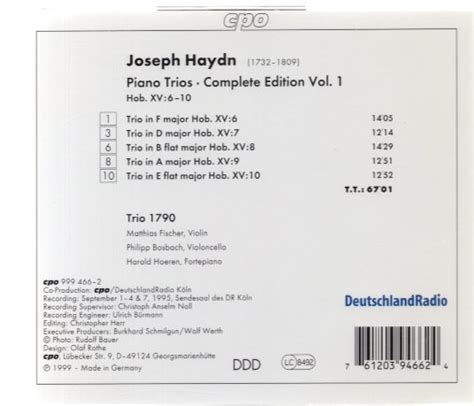 cpo
Joseph Haydn (1732-1809)
Piano Trios · Complete Edition Vol. 1
Hob. XV:6-10
1 Trio in F major Hob. XV:6 14'05
3 Trio in D major Hob. XV:7 12'14
6 Trio in B flat major Hob. XV:8 14'29
8 Trio in A major Hob. XV:9 12'51
10 Trio in E flat major Hob. XV:10 12'52
T.T.: 67'01
Trio 1790
Matthias Fischer, Violin
Philipp Bosbach, Violoncello
Harald Hoeren, Fortepiano
cpo 999 466-2
Co-Production: cpo/DeutschlandRadio Köln
Recording: September 1-4 & 7, 1995, Sendesaal des DR Köln
Recording Supervisor: Christoph Anselm Noll
Recording Engineer: Ulrich Bürmann
Editing: Christopher Herr
Executive Producers: Burkhard Schmilgun/Wolf Werth
© Photo: Rudolf Bauer
Design: Olaf Rothe
cpo, Lübecker Str. 9, D-49124 Georgsmarienhütte
℗ 1999 - Made in Germany
DeutschlandRadio
DDD
LC 8492
7 61203 94662 4